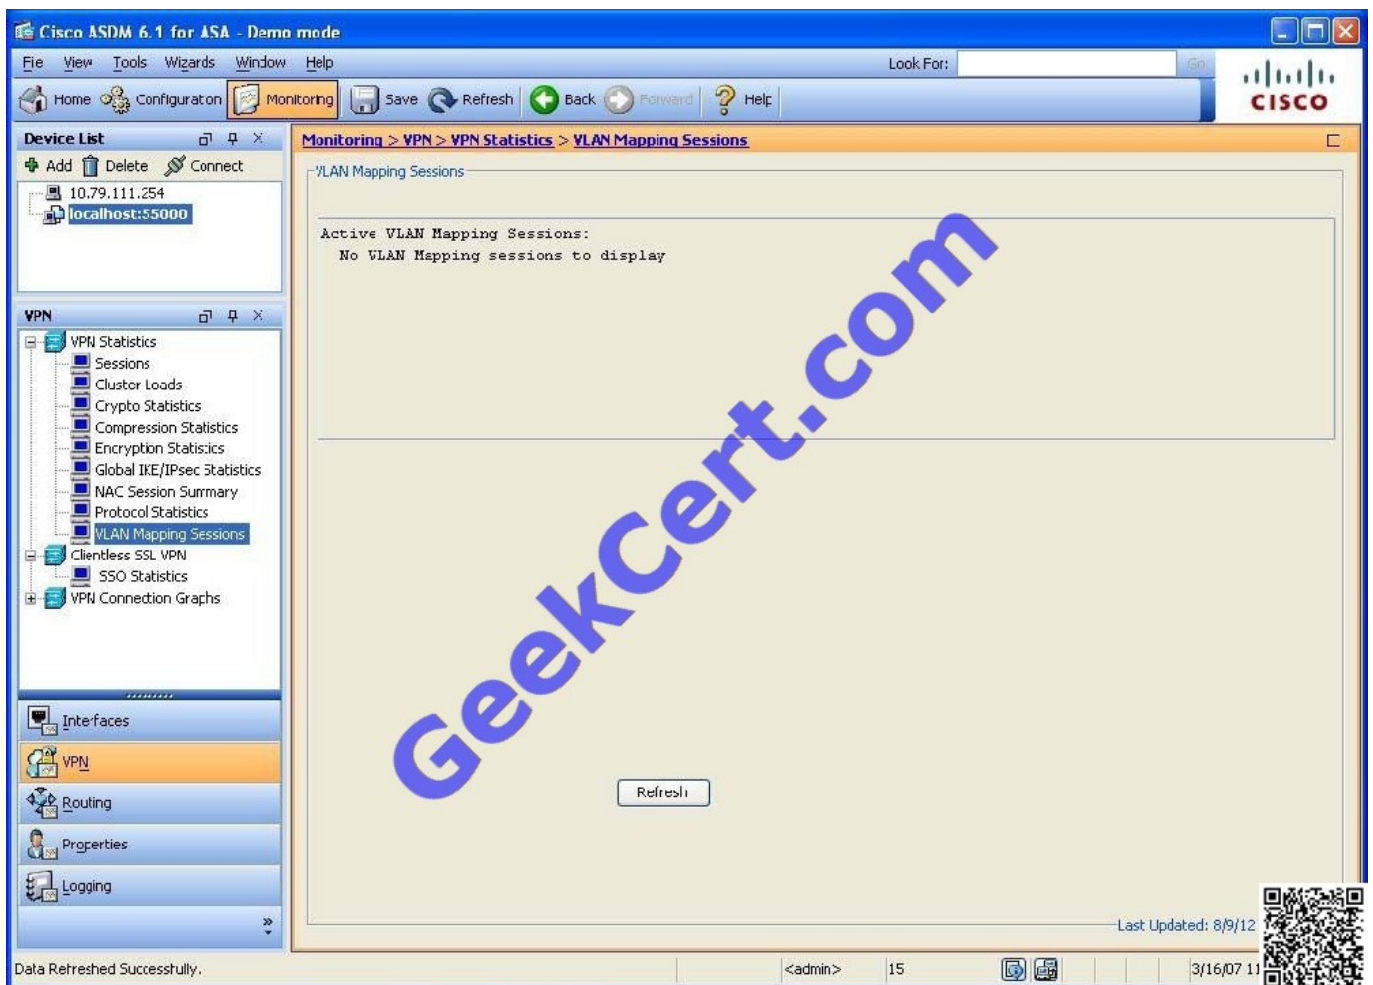 Cisco ASDM 6.1 for ASA - Demo mode
File View Tools Wizards Window Help
Look For:
Go
Home Configuration Monitoring Save Refresh Back Forward Help
CISCO
Device List
Add Delete Connect
10.79.111.254
localhost:55000
Monitoring > VPN > VPN Statistics > VLAN Mapping Sessions
VLAN Mapping Sessions
Active VLAN Mapping Sessions:
No VLAN Mapping sessions to display
VPN
VPN Statistics
Sessions
Cluster Loads
Crypto Statistics
Compression Statistics
Encryption Statistics
Global IKE/IPsec Statistics
NAC Session Summary
Protocol Statistics
VLAN Mapping Sessions
Clientless SSL VPN
SSO Statistics
VPN Connection Graphs
Interfaces
VPN
Routing
Properties
Logging
GeekCert.com
Refresh
Last Updated: 8/9/12
Data Refreshed Successfully.
<admin>
15
3/16/07 11